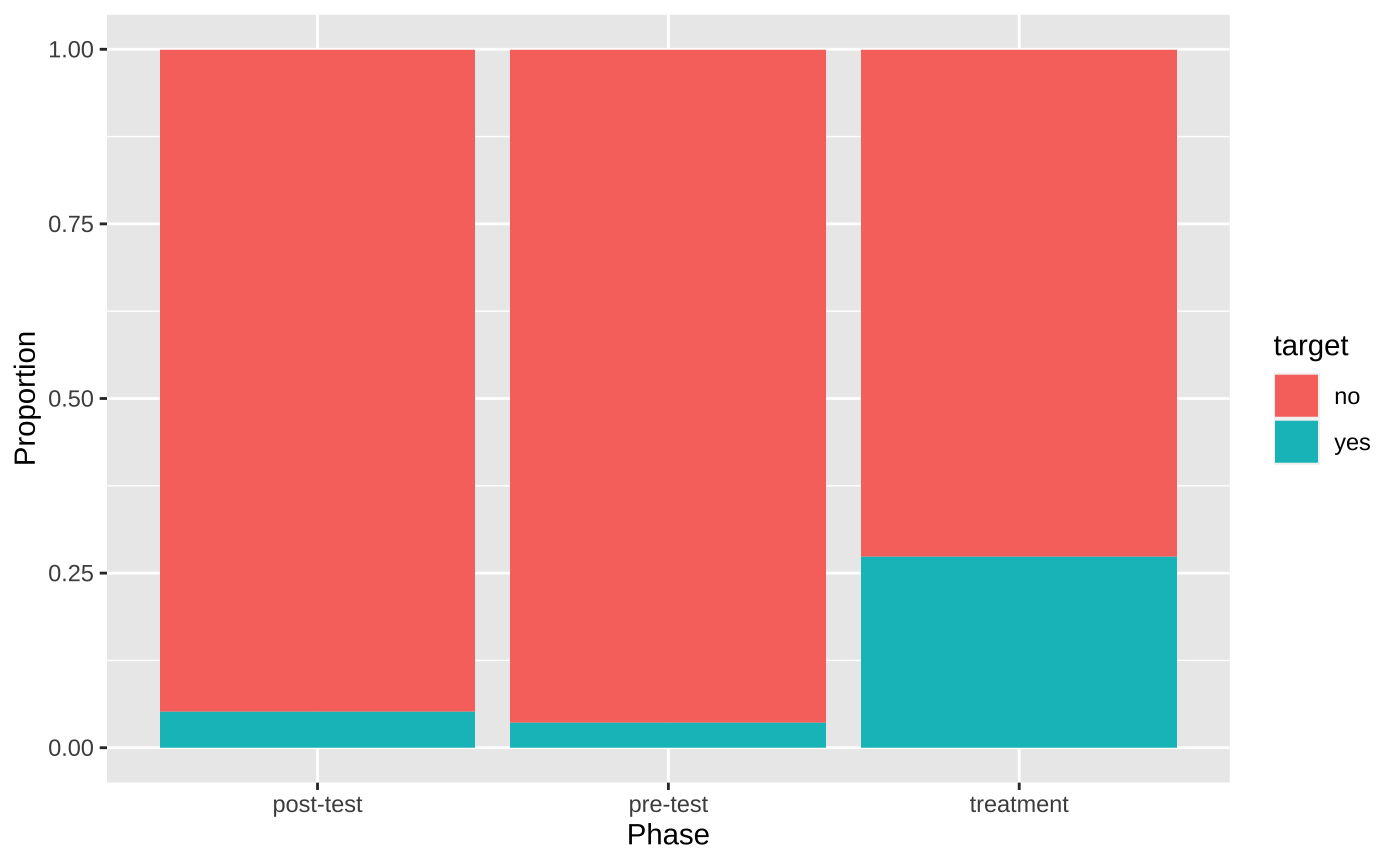 1.00
0.75
0.50
0.25
0.00
Proportion
post-test
pre-test
treatment
Phase
target
no
yes